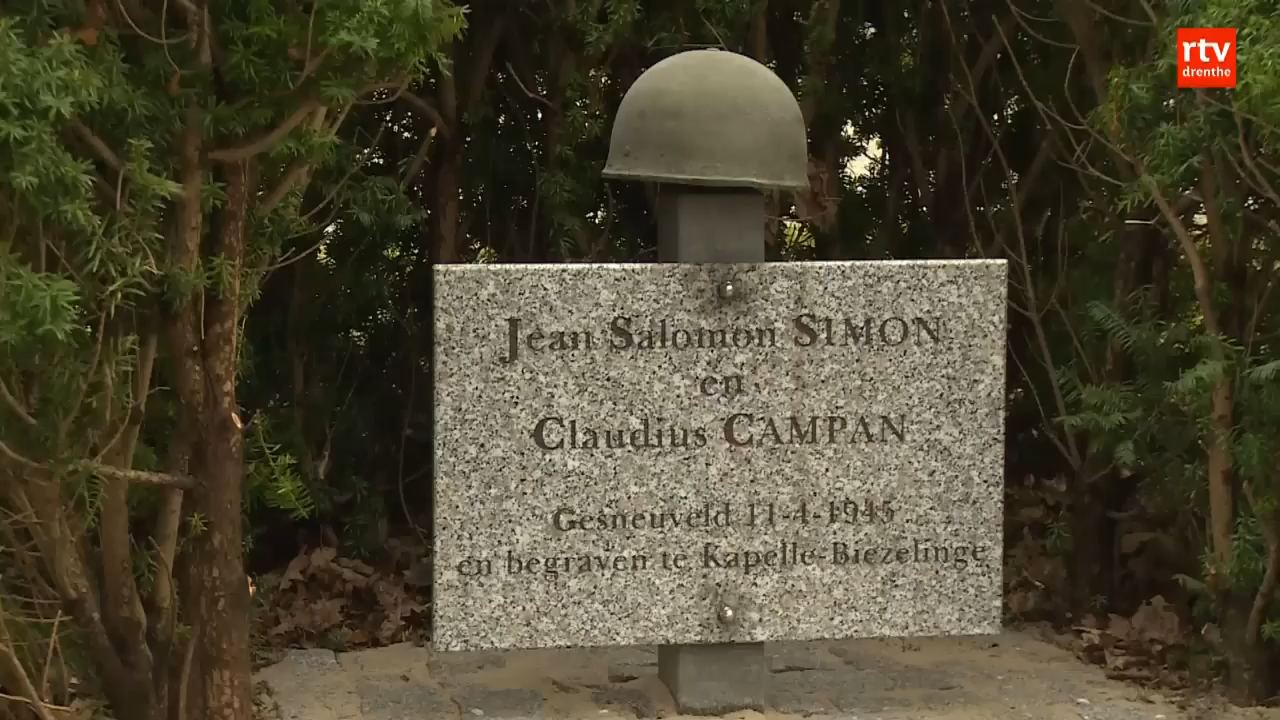 rtv
drenthe
Jean Salomon SIMON
en
Claudius CAMPAN
Gesneuveld 11-4-1945
en begraven te Kapelle-Biezelinge